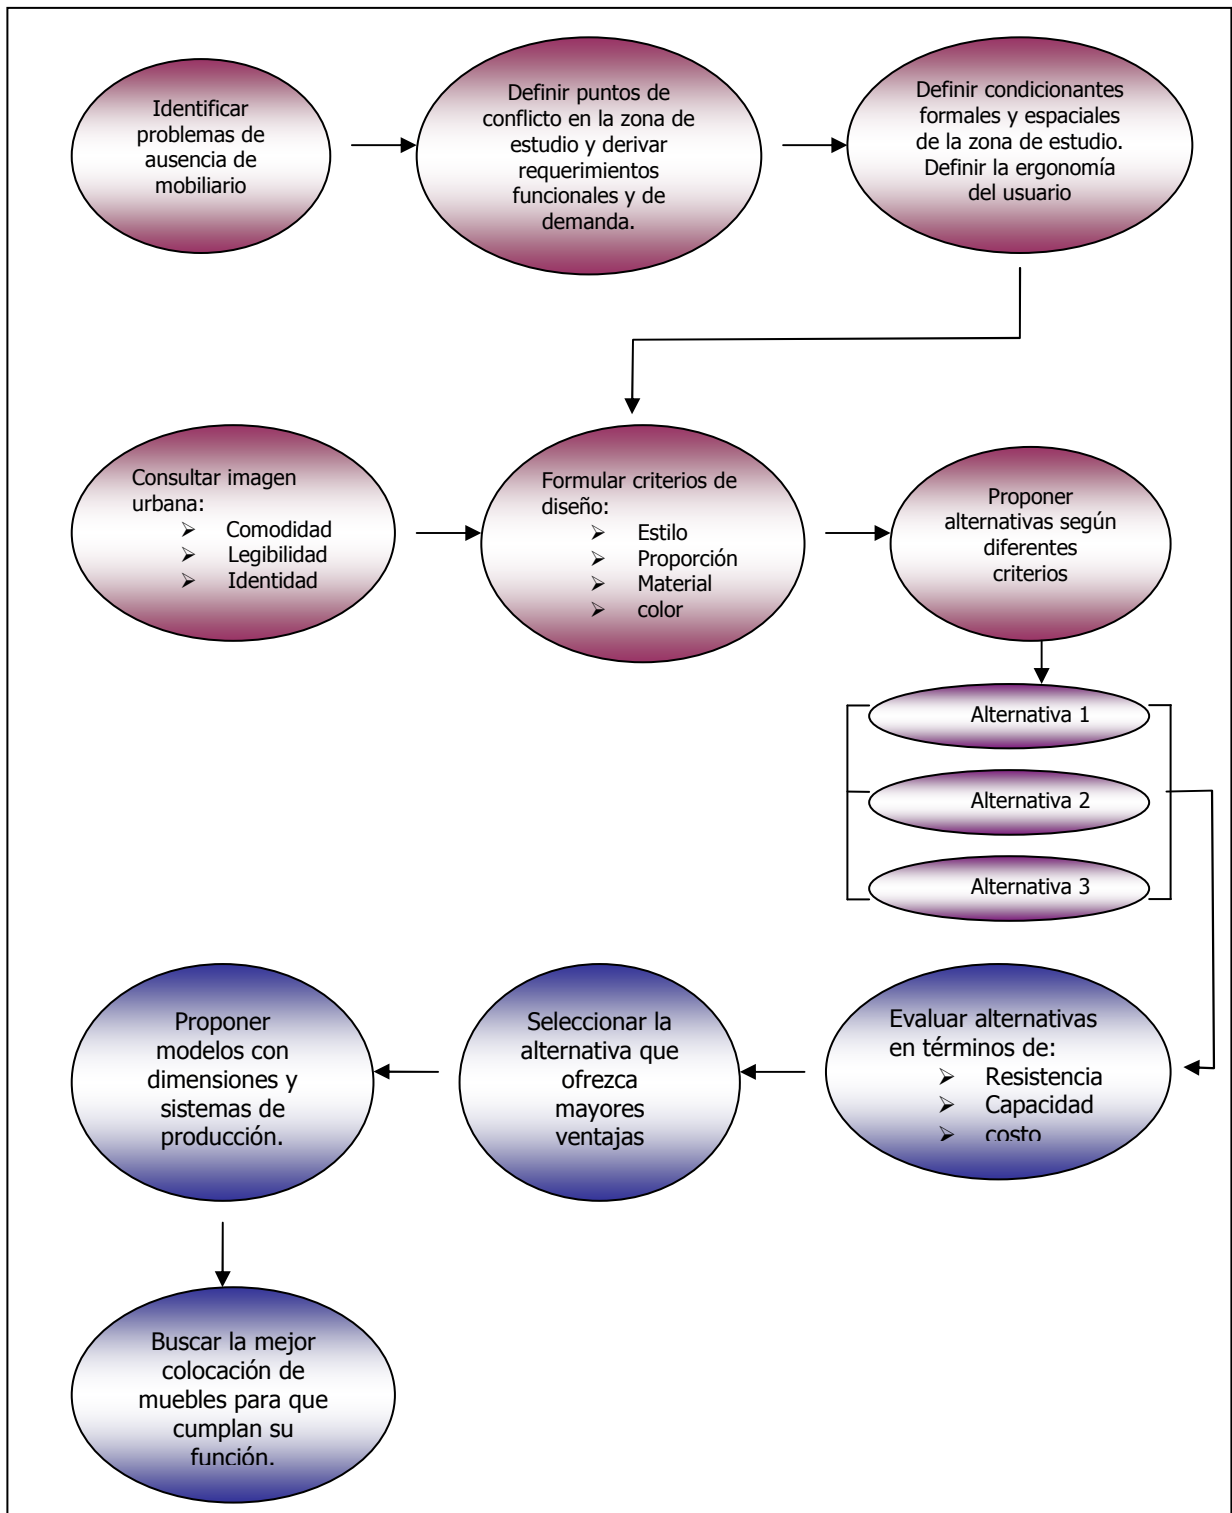 Identificar
problemas de
ausencia de
mobiliario
Definir puntos de
conflicto en la zona de
estudio y derivar
requerimientos
funcionales y de
demanda.
Definir condicionantes
formales y espaciales
de la zona de estudio.
Definir la ergonomía
del usuario
Consultar imagen
urbana:
➢ Comodidad
➢ Legibilidad
➢ Identidad
Formular criterios de
diseño:
➢ Estilo
➢ Proporción
➢ Material
➢ color
Proponer
alternativas según
diferentes
criterios
Alternativa 1
Alternativa 2
Alternativa 3
Evaluar alternativas
en términos de:
➢ Resistencia
➢ Capacidad
➢ costo
Seleccionar la
alternativa que
ofrezca
mayores
ventajas
Proponer
modelos con
dimensiones y
sistemas de
producción.
Buscar la mejor
colocación de
muebles para que
cumplan su
función.